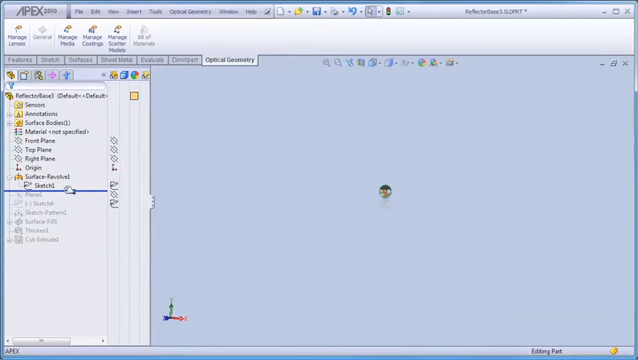 APEX 2010 File Edit View Insert Tools Optical Geometry Window Help ReflectorBase3.SLDPRT *
Manage Lenses General Manage Media Manage Coatings Manage Scatter Models Bill of Materials
Features Sketch Surfaces Sheet Metal Evaluate DimXpert Optical Geometry
ReflectorBase3 (Default<<Default>
Sensors
Annotations
Surface Bodies(1)
Material <not specified>
Front Plane
Top Plane
Right Plane
Origin
Surface-Revolve1
Sketch1
Plane1
(-) Sketch4
Sketch-Pattern1
Surface-Fill1
Thicken1
Cut-Extrude1
Y
X
APEX Editing Part